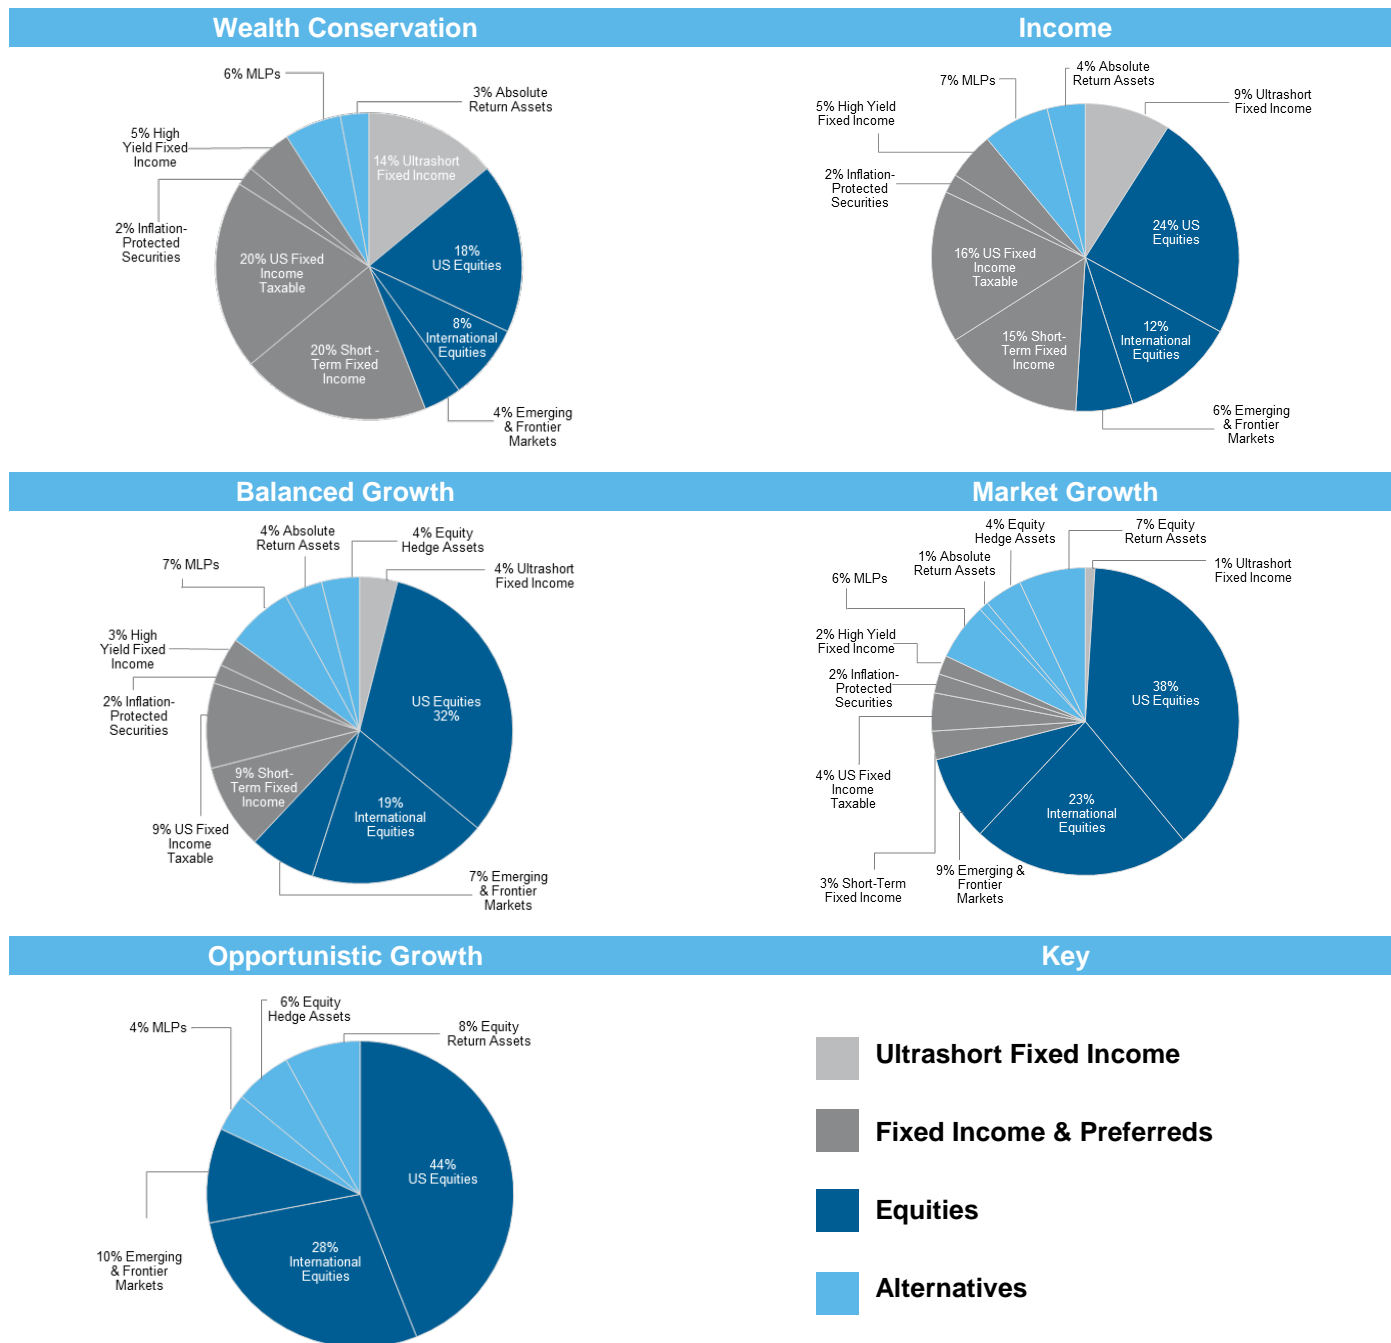 Wealth Conservation
6% MLPs
3% Absolute
Return Assets
5% High
Yield Fixed
Income
14% Ultrashort
Fixed Income
2% Inflation-
Protected
Securities
18%
US Equities
20% US Fixed
Income
Taxable
8%
International
Equities
20% Short -
Term Fixed
Income
4% Emerging
& Frontier
Markets
Income
4% Absolute
Return Assets
7% MLPs
9% Ultrashort
Fixed Income
5% High Yield
Fixed Income
2% Inflation-
Protected
Securities
24% US
Equities
16% US Fixed
Income
Taxable
12%
International
Equities
15% Short-
Term Fixed
Income
6% Emerging
& Frontier
Markets
Balanced Growth
4% Absolute
Return Assets
4% Equity
Hedge Assets
7% MLPs
4% Ultrashort
Fixed Income
3% High
Yield Fixed
Income
2% Inflation-
Protected
Securities
US Equities
32%
9% Short-
Term Fixed
Income
19%
International
Equities
9% US Fixed
Income
Taxable
7% Emerging
& Frontier
Markets
Market Growth
4% Equity
Hedge Assets
7% Equity
Return Assets
1% Absolute
Return Assets
1% Ultrashort
Fixed Income
6% MLPs
2% High Yield
Fixed Income
2% Inflation-
Protected
Securities
38%
US Equities
4% US Fixed
Income
Taxable
23%
International
Equities
3% Short-Term
Fixed Income
9% Emerging &
Frontier
Markets
Opportunistic Growth
6% Equity
Hedge Assets
4% MLPs
8% Equity
Return Assets
44%
US Equities
28%
International
Equities
10% Emerging
& Frontier
Markets
Key
Ultrashort Fixed Income
Fixed Income & Preferreds
Equities
Alternatives